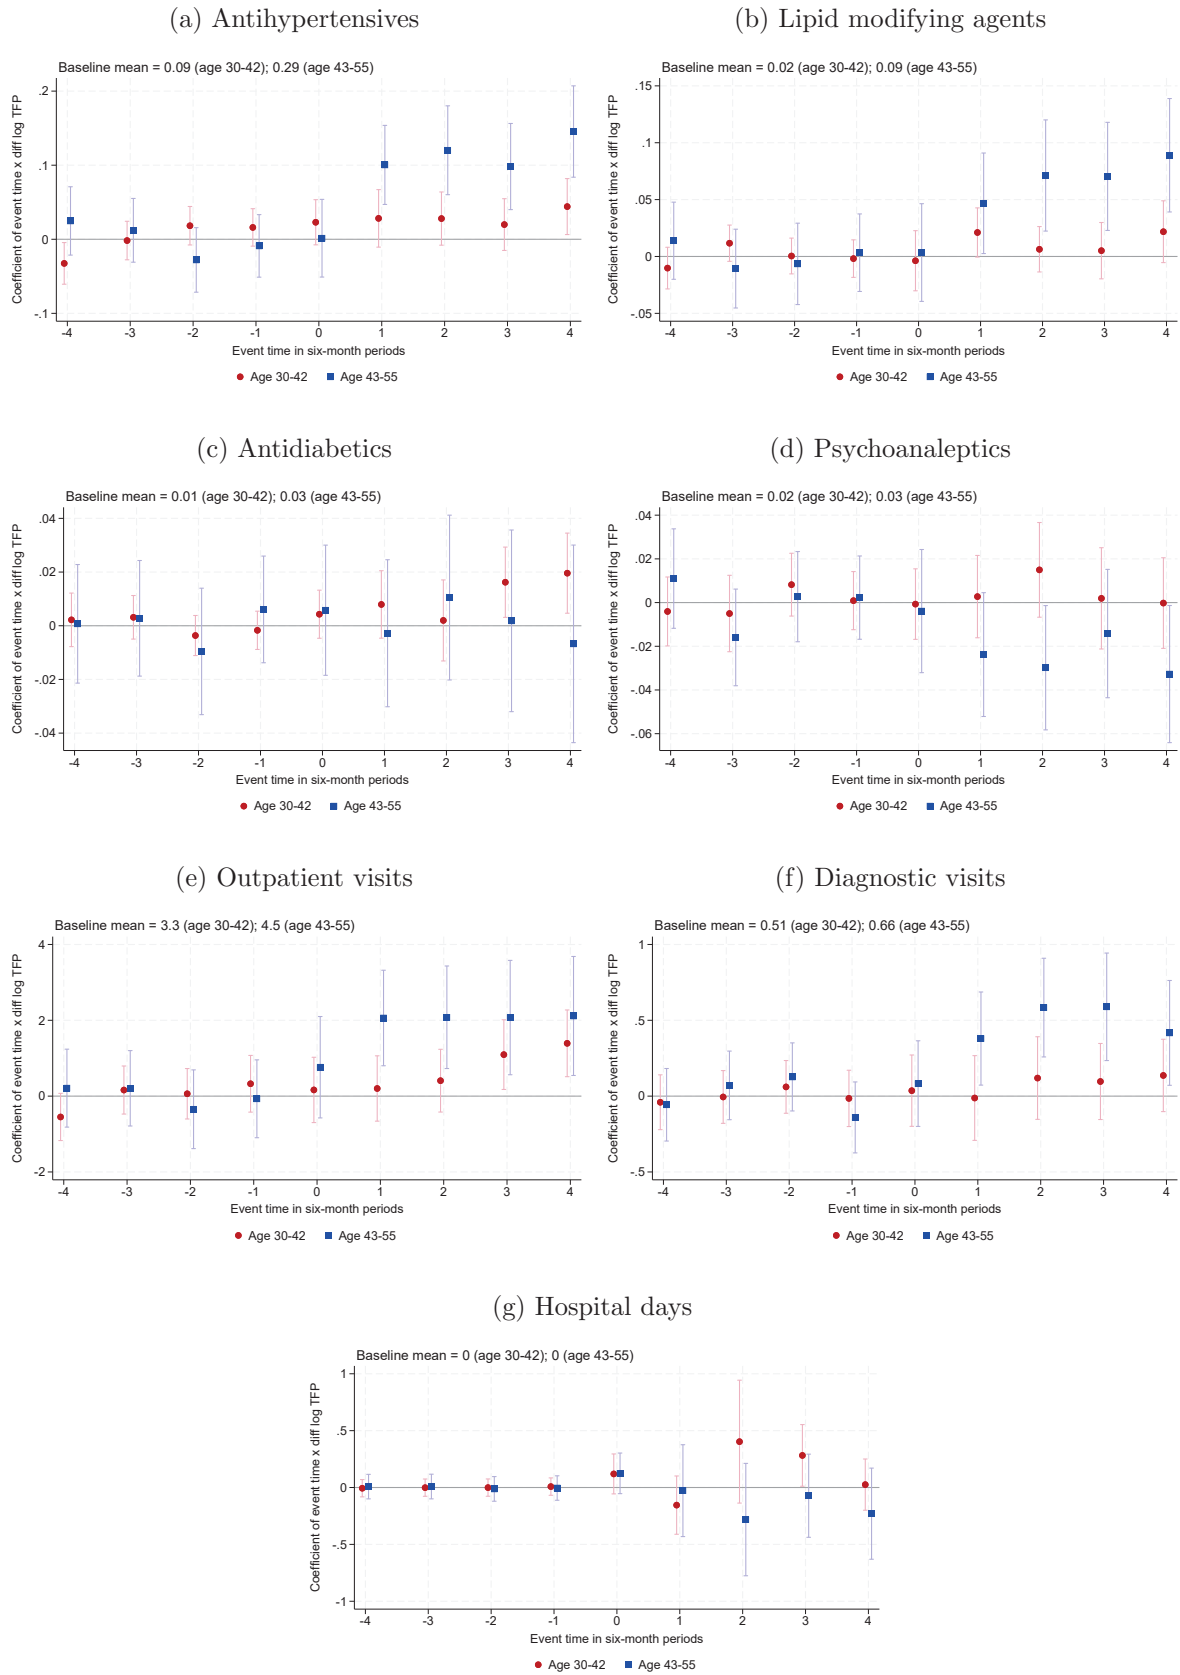 (a) Antihypertensives
Baseline mean = 0.09 (age 30-42); 0.29 (age 43-55)
Coefficient of event time x diff log TFP
.2
.1
0
-.1
-4 -3 -2 -1 0 1 2 3 4
Event time in six-month periods
Age 30-42 Age 43-55
(b) Lipid modifying agents
Baseline mean = 0.02 (age 30-42); 0.09 (age 43-55)
Coefficient of event time x diff log TFP
.15
.1
.05
0
-.05
-4 -3 -2 -1 0 1 2 3 4
Event time in six-month periods
Age 30-42 Age 43-55
(c) Antidiabetics
Baseline mean = 0.01 (age 30-42); 0.03 (age 43-55)
Coefficient of event time x diff log TFP
.04
.02
0
-.02
-.04
-4 -3 -2 -1 0 1 2 3 4
Event time in six-month periods
Age 30-42 Age 43-55
(d) Psychoanaleptics
Baseline mean = 0.02 (age 30-42); 0.03 (age 43-55)
Coefficient of event time x diff log TFP
.04
.02
0
-.02
-.04
-.06
-4 -3 -2 -1 0 1 2 3 4
Event time in six-month periods
Age 30-42 Age 43-55
(e) Outpatient visits
Baseline mean = 3.3 (age 30-42); 4.5 (age 43-55)
Coefficient of event time x diff log TFP
4
2
0
-2
-4 -3 -2 -1 0 1 2 3 4
Event time in six-month periods
Age 30-42 Age 43-55
(f) Diagnostic visits
Baseline mean = 0.51 (age 30-42); 0.66 (age 43-55)
Coefficient of event time x diff log TFP
1
.5
0
-.5
-4 -3 -2 -1 0 1 2 3 4
Event time in six-month periods
Age 30-42 Age 43-55
(g) Hospital days
Baseline mean = 0 (age 30-42); 0 (age 43-55)
Coefficient of event time x diff log TFP
1
.5
0
-.5
-1
-4 -3 -2 -1 0 1 2 3 4
Event time in six-month periods
Age 30-42 Age 43-55